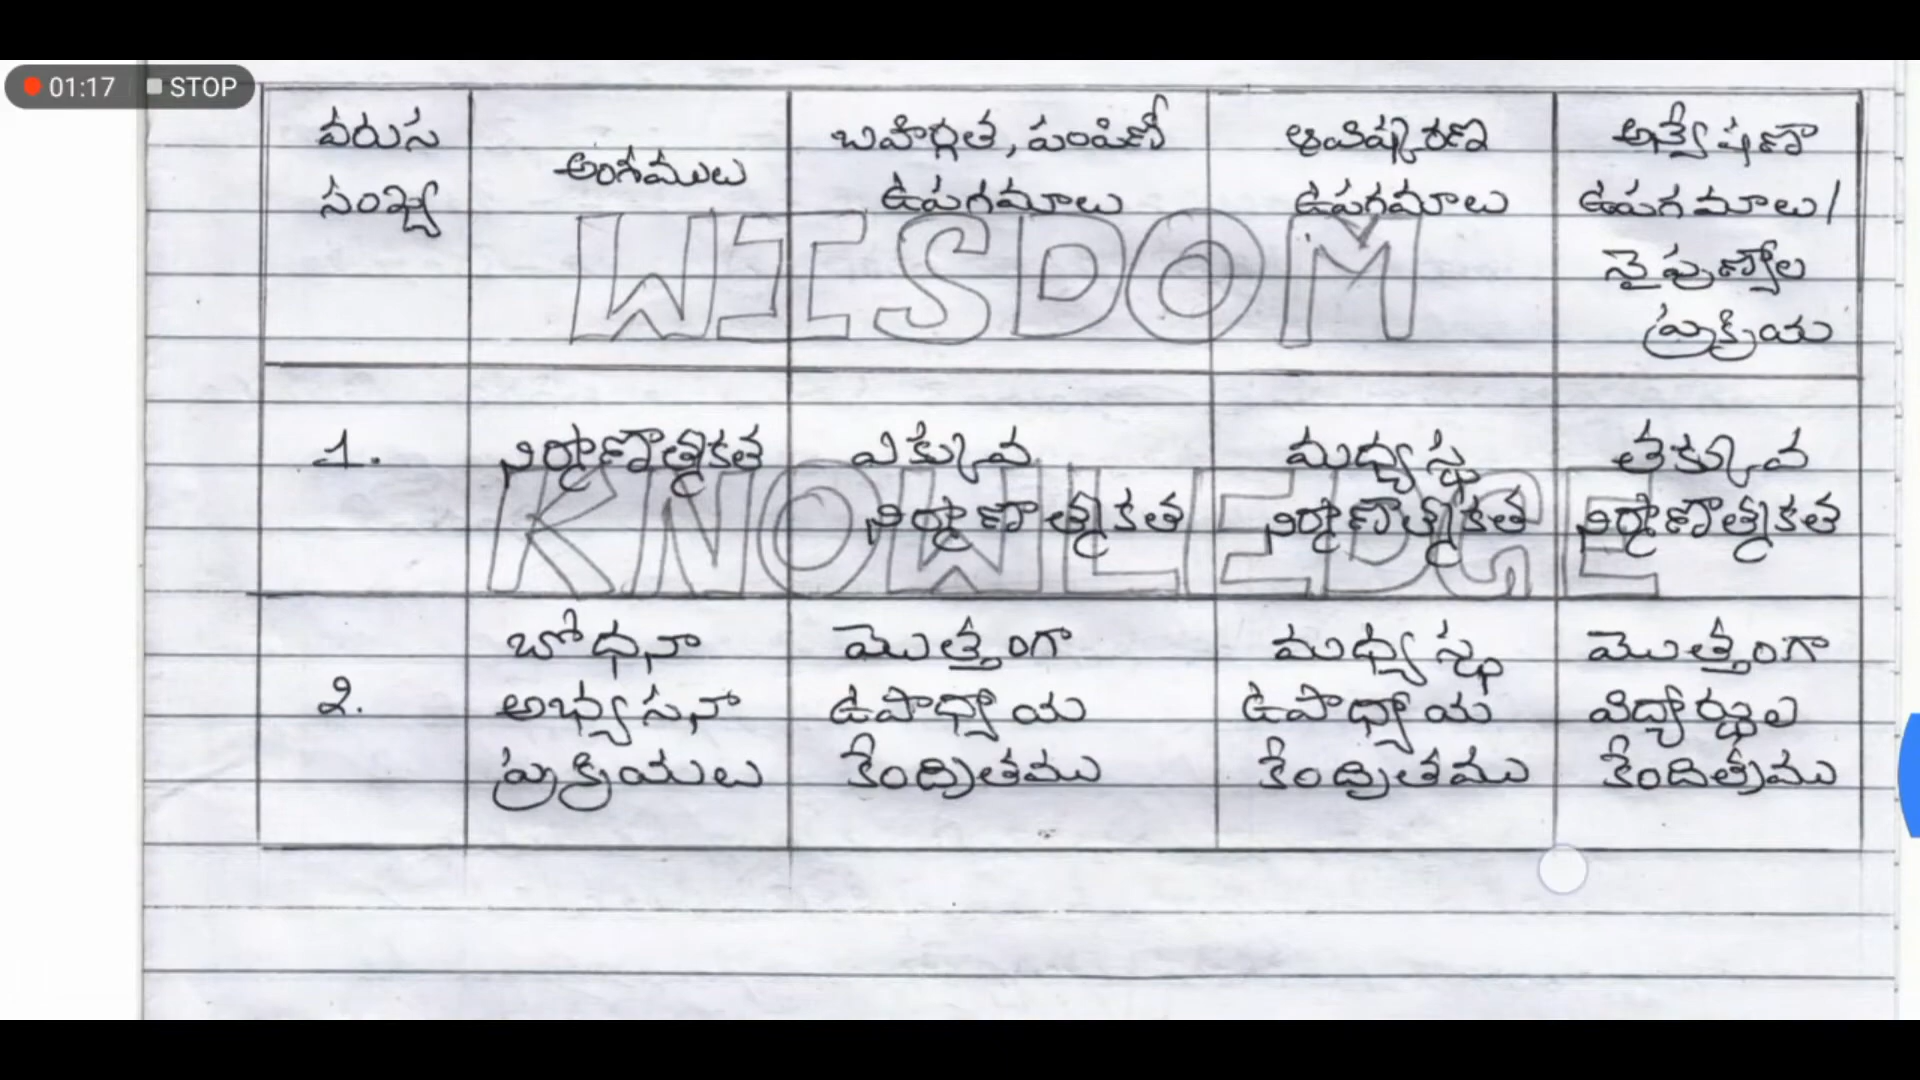 01:17 STOP
వరుస
సంఖ్య
అంగములు
బహిర్గత, పంపిణీ
ఉపగమాలు
ఆవిష్కరణ
ఉపగమాలు
అన్వేషణా
ఉపగమాలు/
నైపుణ్యాల
ప్రక్రియ
WISDOM
1.
నిర్మాణాత్మకత
ఎక్కువ
నిర్మాణాత్మకత
మధ్యస్థ
నిర్మాణాత్మకత
తక్కువ
నిర్మాణాత్మకత
KNOWLEDGE
2.
బోధనా
అభ్యసనా
ప్రక్రియలు
మొత్తంగా
ఉపాధ్యాయ
కేంద్రితము
మధ్యస్థ
ఉపాధ్యాయ
కేంద్రితము
మొత్తంగా
విద్యార్థుల
కేంద్రితము